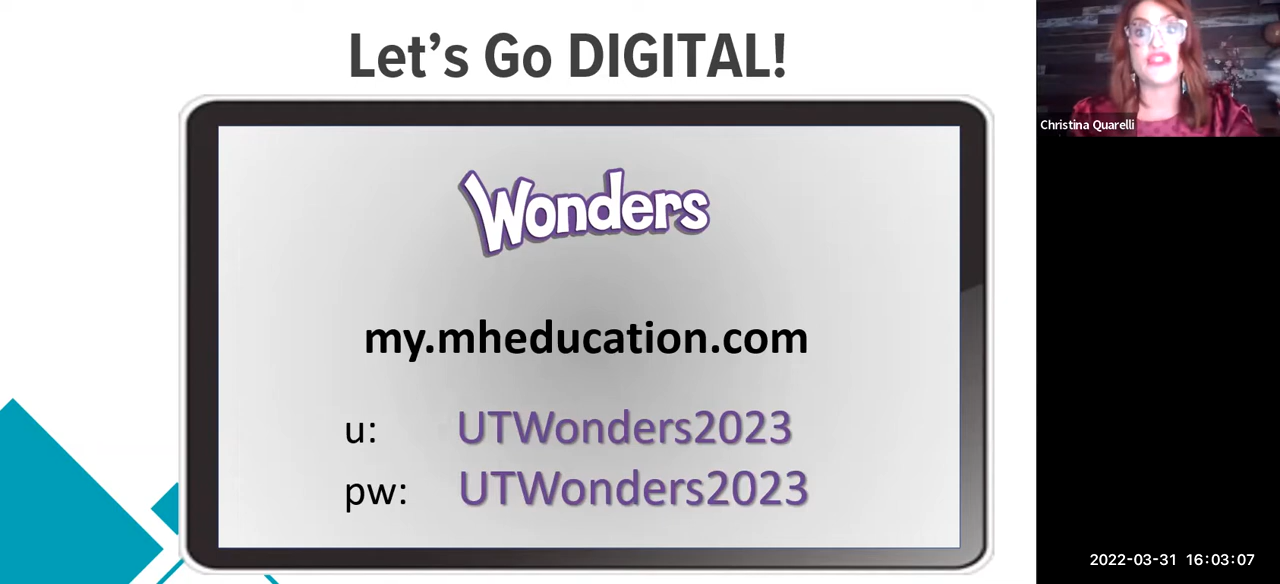 Let's Go DIGITAL!
Wonders
my.mheducation.com
u: UTWonders2023
pw: UTWonders2023
Christina Quarelli
2022-03-31 16:03:07